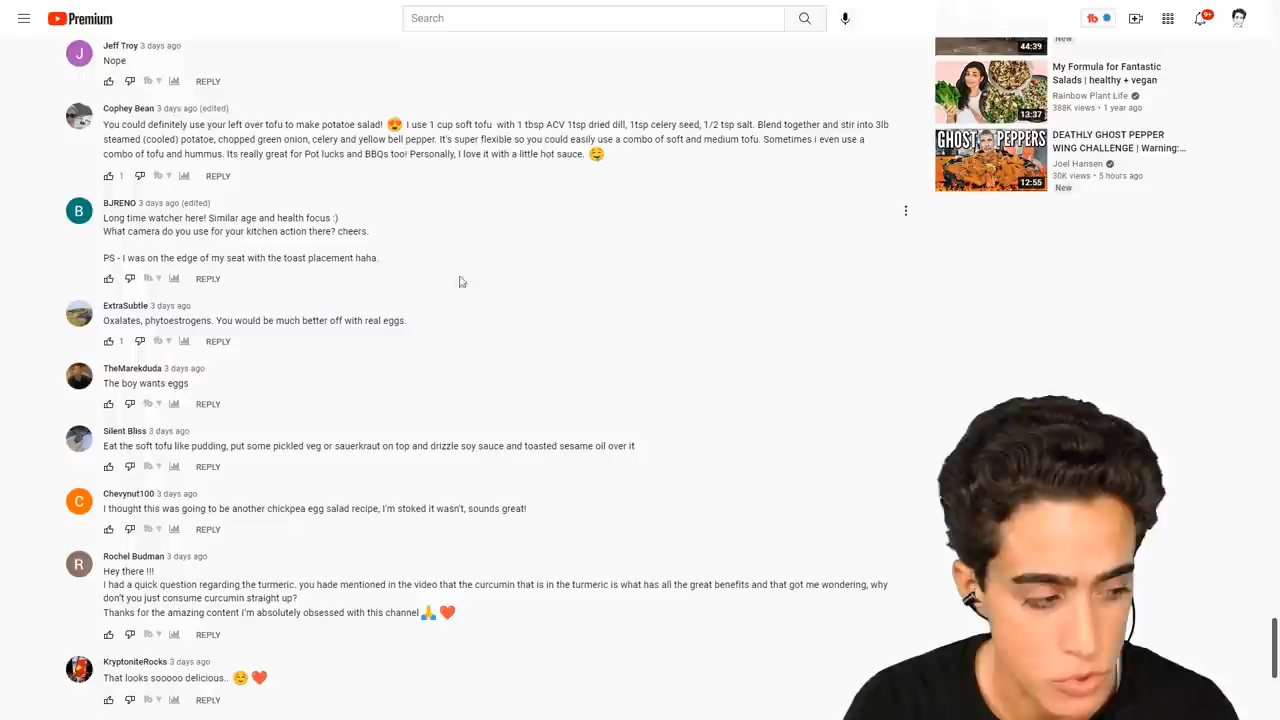 Premium
Search
9+
Jeff Troy 3 days ago
Nope
REPLY
Cophey Bean 3 days ago (edited)
You could definitely use your left over tofu to make potatoe salad! 😍 I use 1 cup soft tofu with 1 tbsp ACV 1tsp dried dill, 1tsp celery seed, 1/2 tsp salt. Blend together and stir into 3lb
steamed (cooled) potatoe, chopped green onion, celery and yellow bell pepper. It's super flexible so you could easily use a combo of soft and medium tofu. Sometimes i even use a
combo of tofu and hummus. Its really great for Pot lucks and BBQs too! Personally, I love it with a little hot sauce. 🤤
1 REPLY
BJRENO 3 days ago (edited)
Long time watcher here! Similar age and health focus :)
What camera do you use for your kitchen action there? cheers.
PS - I was on the edge of my seat with the toast placement haha.
REPLY
ExtraSubtle 3 days ago
Oxalates, phytoestrogens. You would be much better off with real eggs.
1 REPLY
TheMarekduda 3 days ago
The boy wants eggs
REPLY
Silent Bliss 3 days ago
Eat the soft tofu like pudding, put some pickled veg or sauerkraut on top and drizzle soy sauce and toasted sesame oil over it
REPLY
Chevynut100 3 days ago
I thought this was going to be another chickpea egg salad recipe, I'm stoked it wasn't, sounds great!
REPLY
Rochel Budman 3 days ago
Hey there !!!
I had a quick question regarding the turmeric. you hade mentioned in the video that the curcumin that is in the turmeric is what has all the great benefits and that got me wondering, why
don't you just consume curcumin straight up?
Thanks for the amazing content I'm absolutely obsessed with this channel 🙏❤️
REPLY
KryptoniteRocks 3 days ago
That looks sooooo delicious.. ☺️❤️
REPLY
New
44:39
My Formula for Fantastic
Salads | healthy + vegan
Rainbow Plant Life
388K views • 1 year ago
13:37
DEATHLY GHOST PEPPER
WING CHALLENGE | Warning:...
Joel Hansen
30K views • 5 hours ago
New
GHOST PEPPERS
12:55